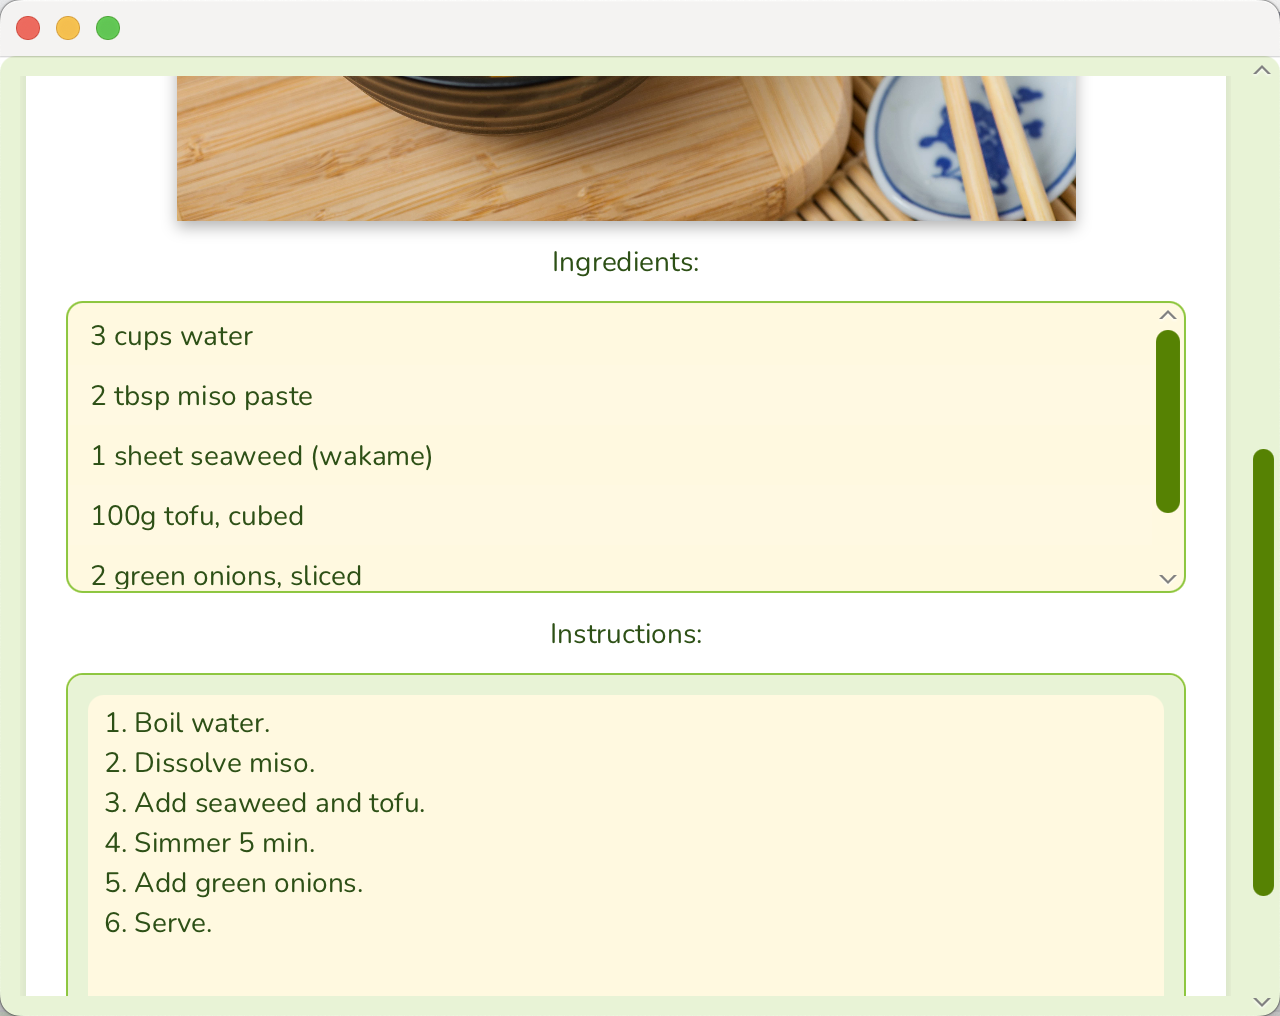 Ingredients:
3 cups water
2 tbsp miso paste
1 sheet seaweed (wakame)
100g tofu, cubed
2 green onions, sliced
Instructions:
1. Boil water.
2. Dissolve miso.
3. Add seaweed and tofu.
4. Simmer 5 min.
5. Add green onions.
6. Serve.